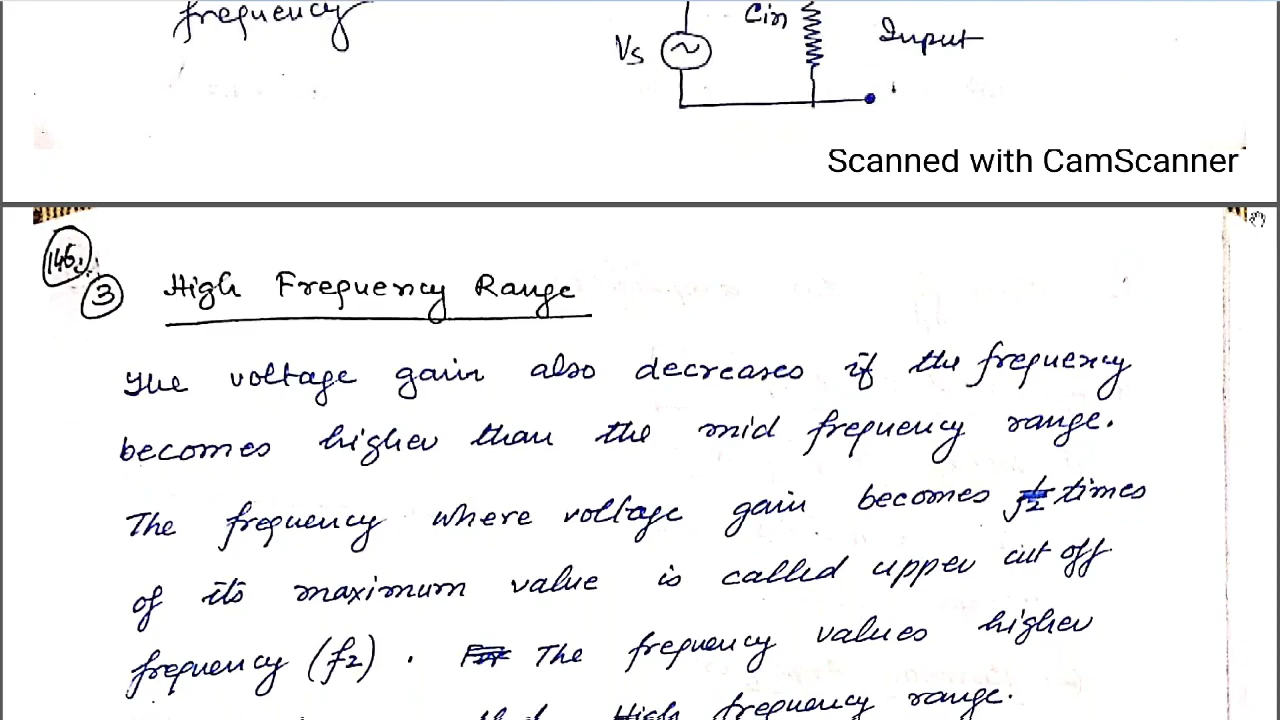 frequency
Cin
Vs
Input
Scanned with CamScanner
145.
③ High Frequency Range
The voltage gain also decreases if the frequency
becomes higher than the mid frequency range.
The frequency where voltage gain becomes 1/√2 times
of its maximum value is called upper cut off
frequency (f2). The frequency values higher
High frequency range.